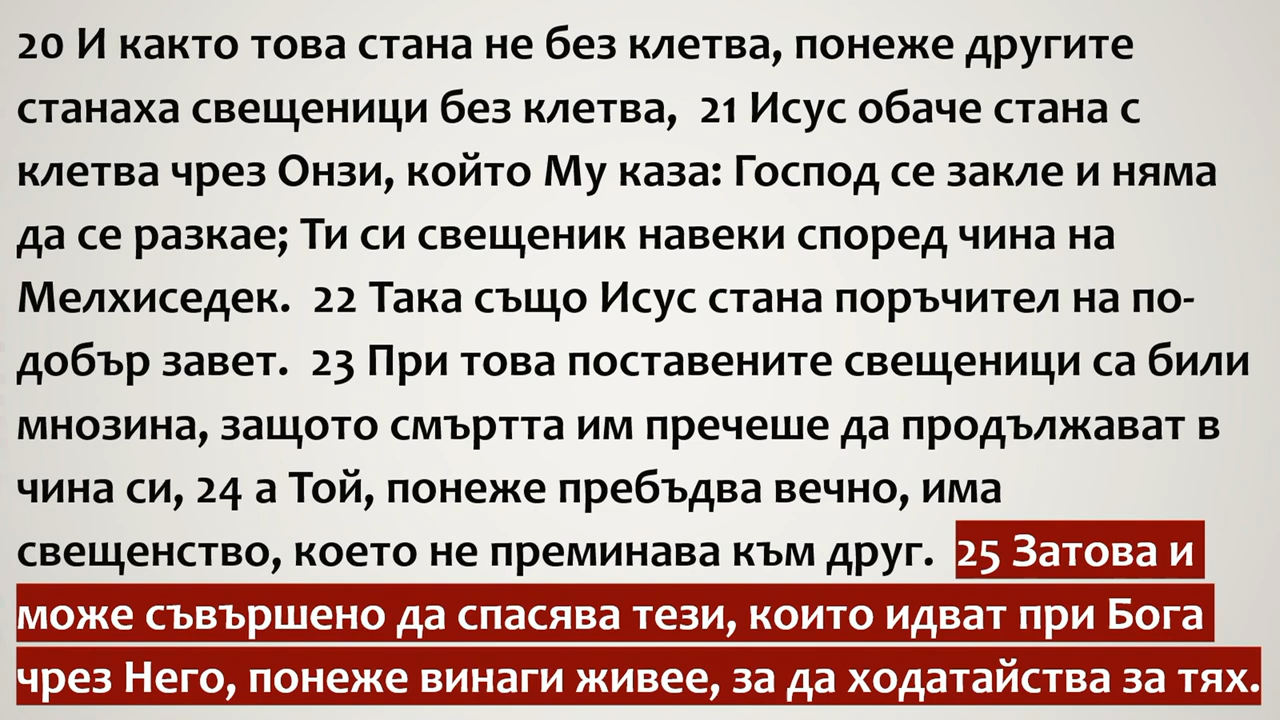 20 И както това стана не без клетва, понеже другите
станаха свещеници без клетва,  21 Исус обаче стана с
клетва чрез Онзи, който Му каза: Господ се закле и няма
да се разкае; Ти си свещеник навеки според чина на
Мелхиседек.  22 Така също Исус стана поръчител на по-
добър завет.  23 При това поставените свещеници са били
мнозина, защото смъртта им пречеше да продължават в
чина си, 24 а Той, понеже пребъдва вечно, има
свещенство, което не преминава към друг.  25 Затова и
може съвършено да спасява тези, които идват при Бога
чрез Него, понеже винаги живее, за да ходатайства за тях.